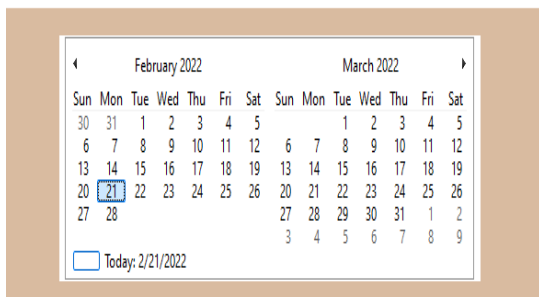 February 2022 March 2022
Sun Mon Tue Wed Thu Fri Sat Sun Mon Tue Wed Thu Fri Sat
30 31 1 2 3 4 5 1 2 3 4 5
6 7 8 9 10 11 12 6 7 8 9 10 11 12
13 14 15 16 17 18 19 13 14 15 16 17 18 19
20 21 22 23 24 25 26 20 21 22 23 24 25 26
27 28 27 28 29 30 31 1 2
3 4 5 6 7 8 9
Today: 2/21/2022